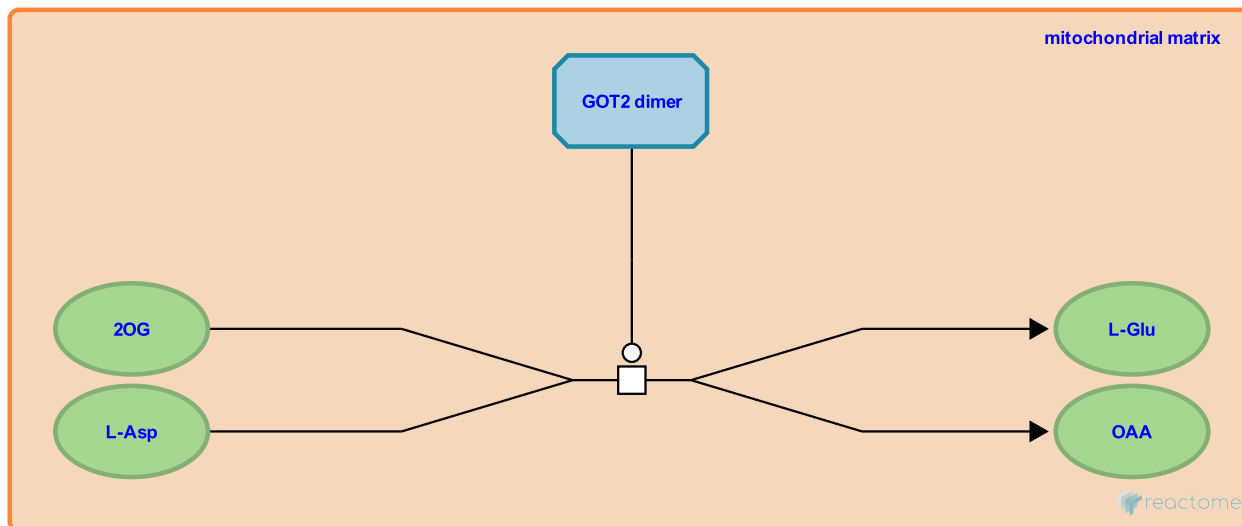 mitochondrial matrix
GOT2 dimer
2OG
L-Glu
L-Asp
OAA
reactome